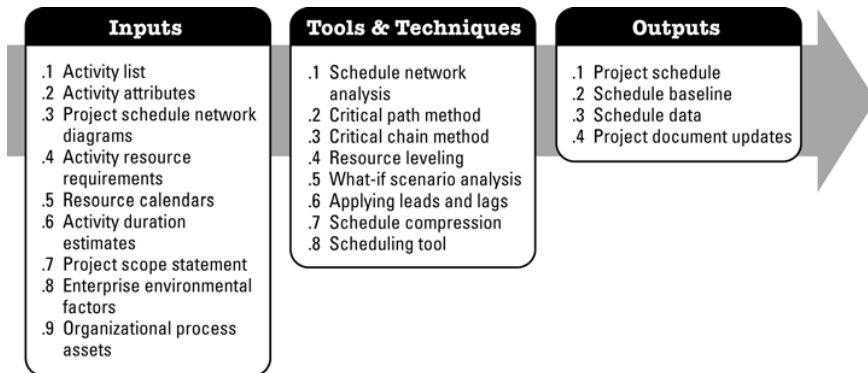 Inputs
.1 Activity list
.2 Activity attributes
.3 Project schedule network
diagrams
.4 Activity resource
requirements
.5 Resource calendars
.6 Activity duration
estimates
.7 Project scope statement
.8 Enterprise environmental
factors
.9 Organizational process
assets
Tools & Techniques
.1 Schedule network
analysis
.2 Critical path method
.3 Critical chain method
.4 Resource leveling
.5 What-if scenario analysis
.6 Applying leads and lags
.7 Schedule compression
.8 Scheduling tool
Outputs
.1 Project schedule
.2 Schedule baseline
.3 Schedule data
.4 Project document updates